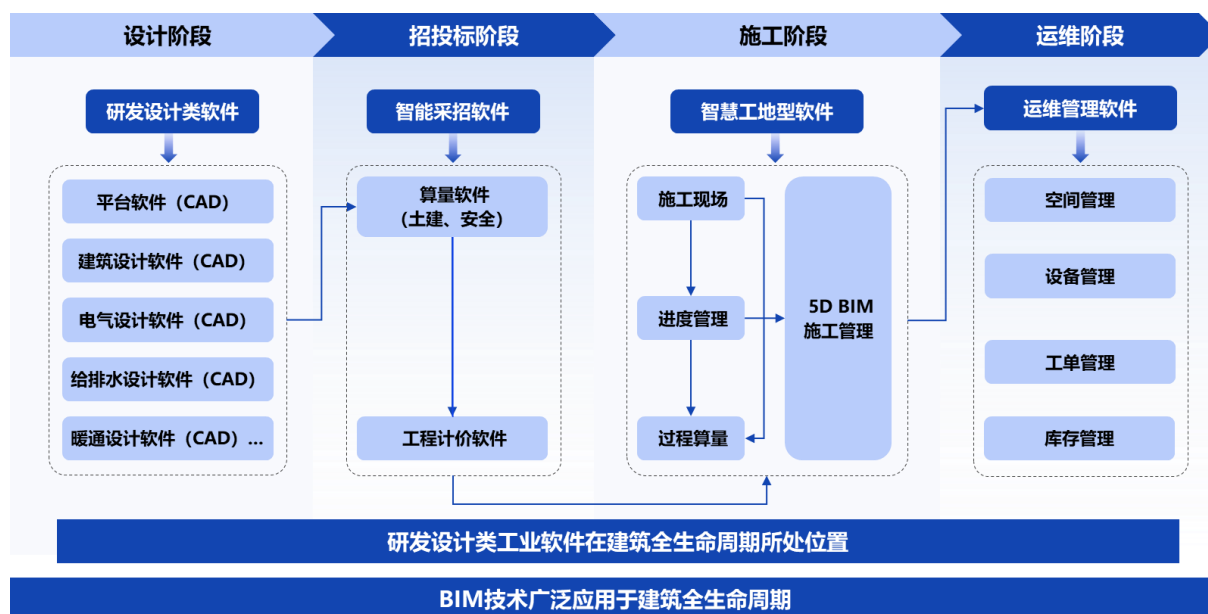 设计阶段
招投标阶段
施工阶段
运维阶段
研发设计类软件
平台软件（CAD）
建筑设计软件（CAD）
电气设计软件（CAD）
给排水设计软件（CAD）
暖通设计软件（CAD）...
智能采招软件
算量软件
（土建、安全）
工程计价软件
智慧工地型软件
施工现场
进度管理
过程算量
5D BIM
施工管理
运维管理软件
空间管理
设备管理
工单管理
库存管理
研发设计类工业软件在建筑全生命周期所处位置
BIM技术广泛应用于建筑全生命周期